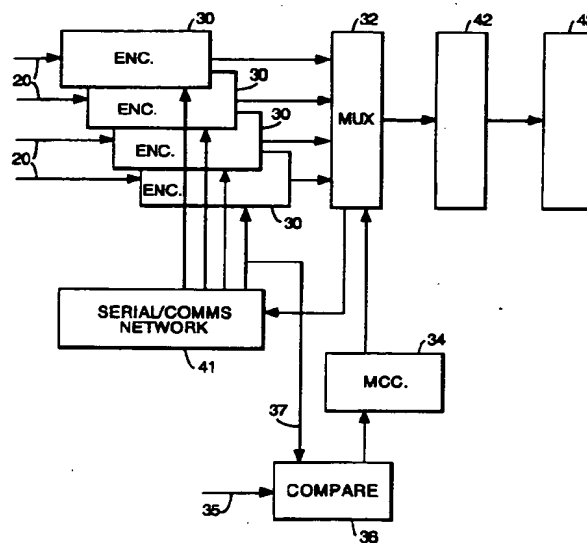 30
32
42
20
ENC.
30
ENC.
30
MUX
20
ENC.
ENC.
30
SERIAL/COMMS
NETWORK
41
34
MCC.
37
35
COMPARE
36